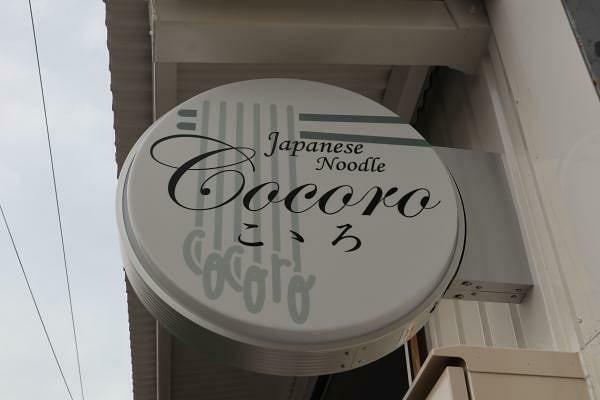 Japanese
Noodle
Cocoro
こゝろ
cocoro